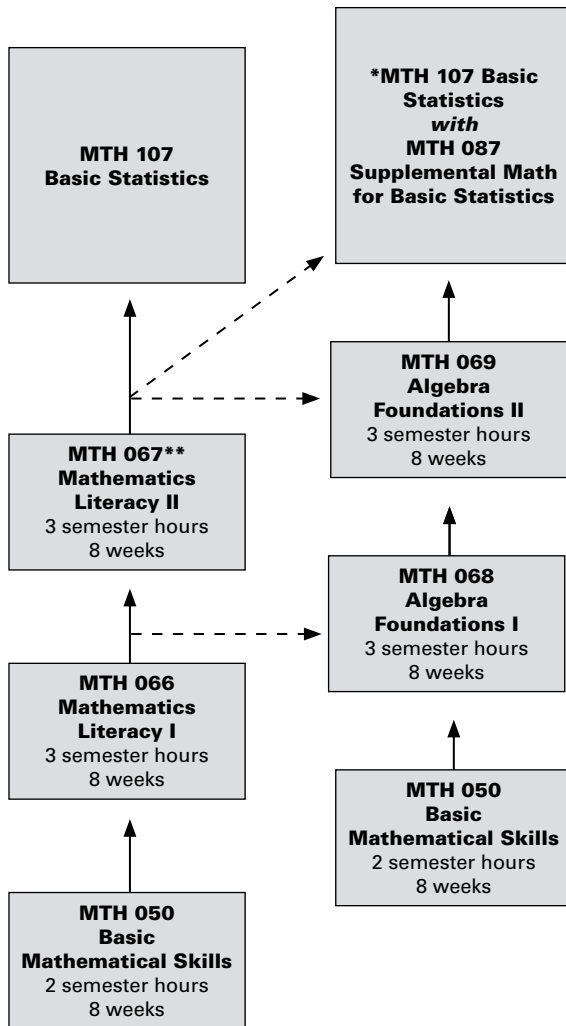 MTH 107
Basic Statistics
*MTH 107 Basic
Statistics
with
MTH 087
Supplemental Math
for Basic Statistics
MTH 069
Algebra
Foundations II
3 semester hours
8 weeks
MTH 067**
Mathematics
Literacy II
3 semester hours
8 weeks
MTH 068
Algebra
Foundations I
3 semester hours
8 weeks
MTH 066
Mathematics
Literacy I
3 semester hours
8 weeks
MTH 050
Basic
Mathematical Skills
2 semester hours
8 weeks
MTH 050
Basic
Mathematical Skills
2 semester hours
8 weeks